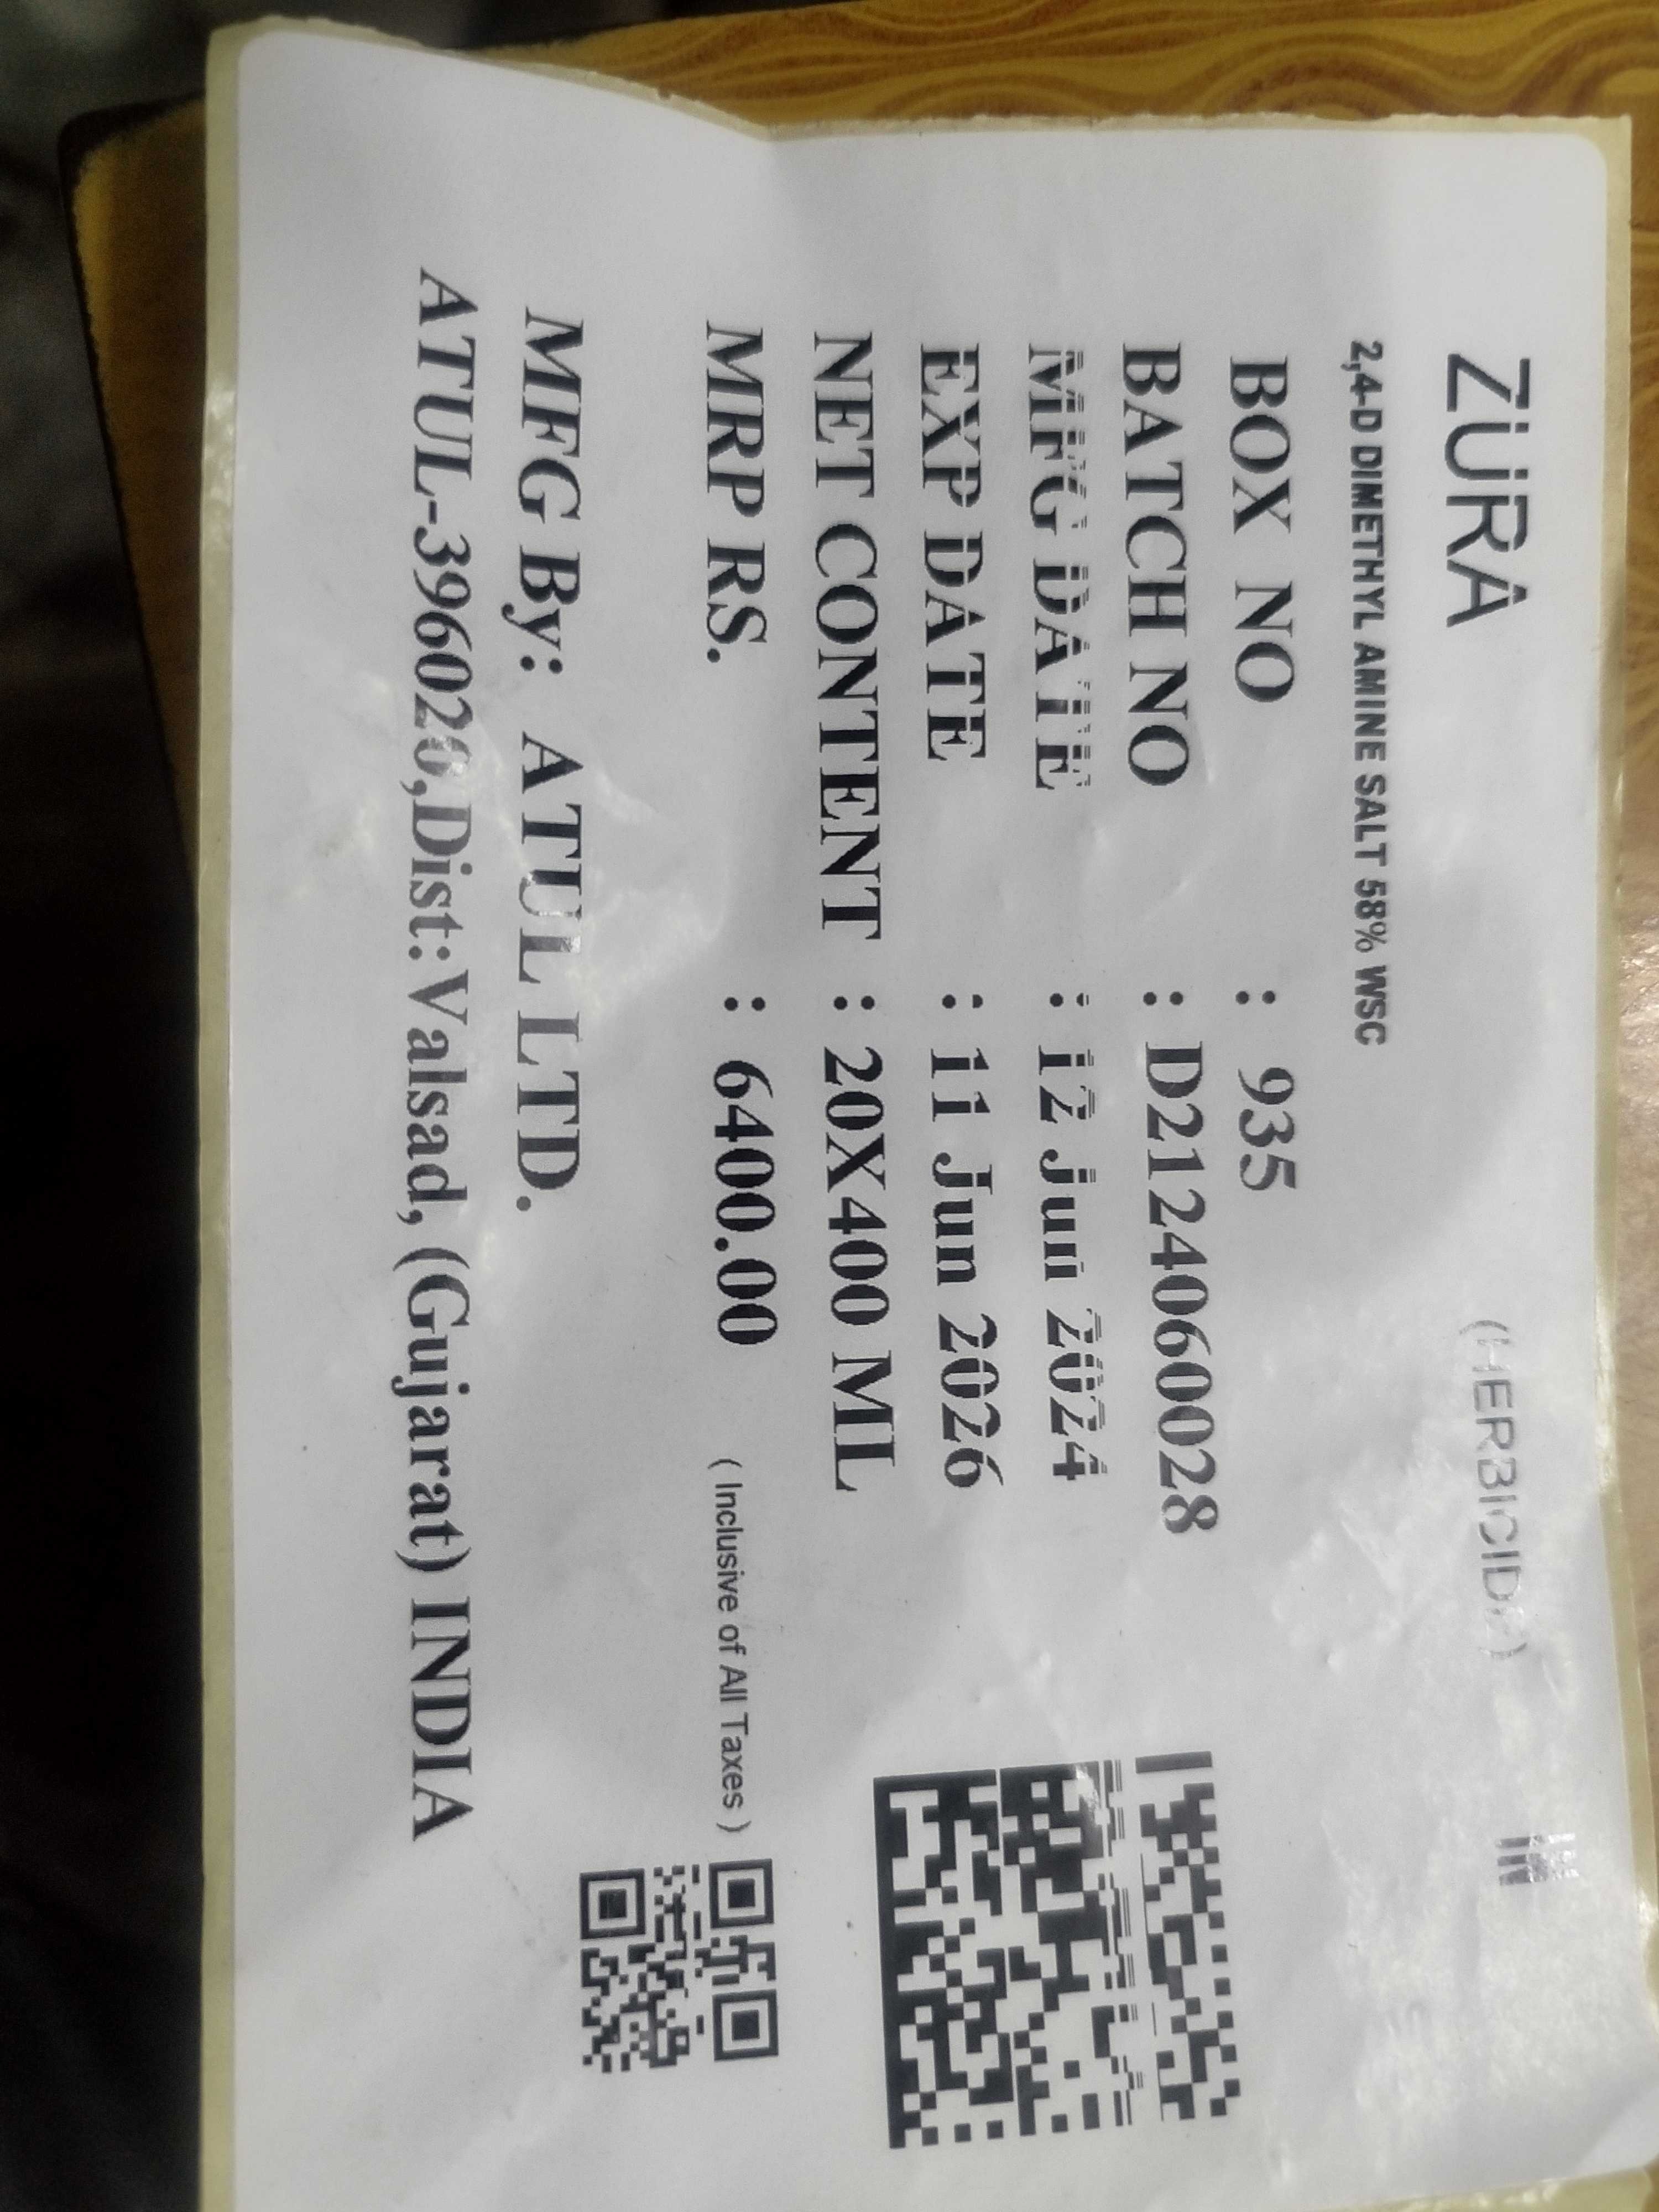 ZURA (HERBICIDE)
2,4-D DIMETHYL AMINE SALT 58% WSC
BOX NO : 935
BATCH NO : D2124060028
MFG DATE : 12 Jun 2024
EXP DATE : 11 Jun 2026
NET CONTENT : 20X400 ML
MRP RS. : 6400.00 ( Inclusive of All Taxes )
MFG By: ATUL LTD.
ATUL-396020,Dist:Valsad, (Gujarat) INDIA